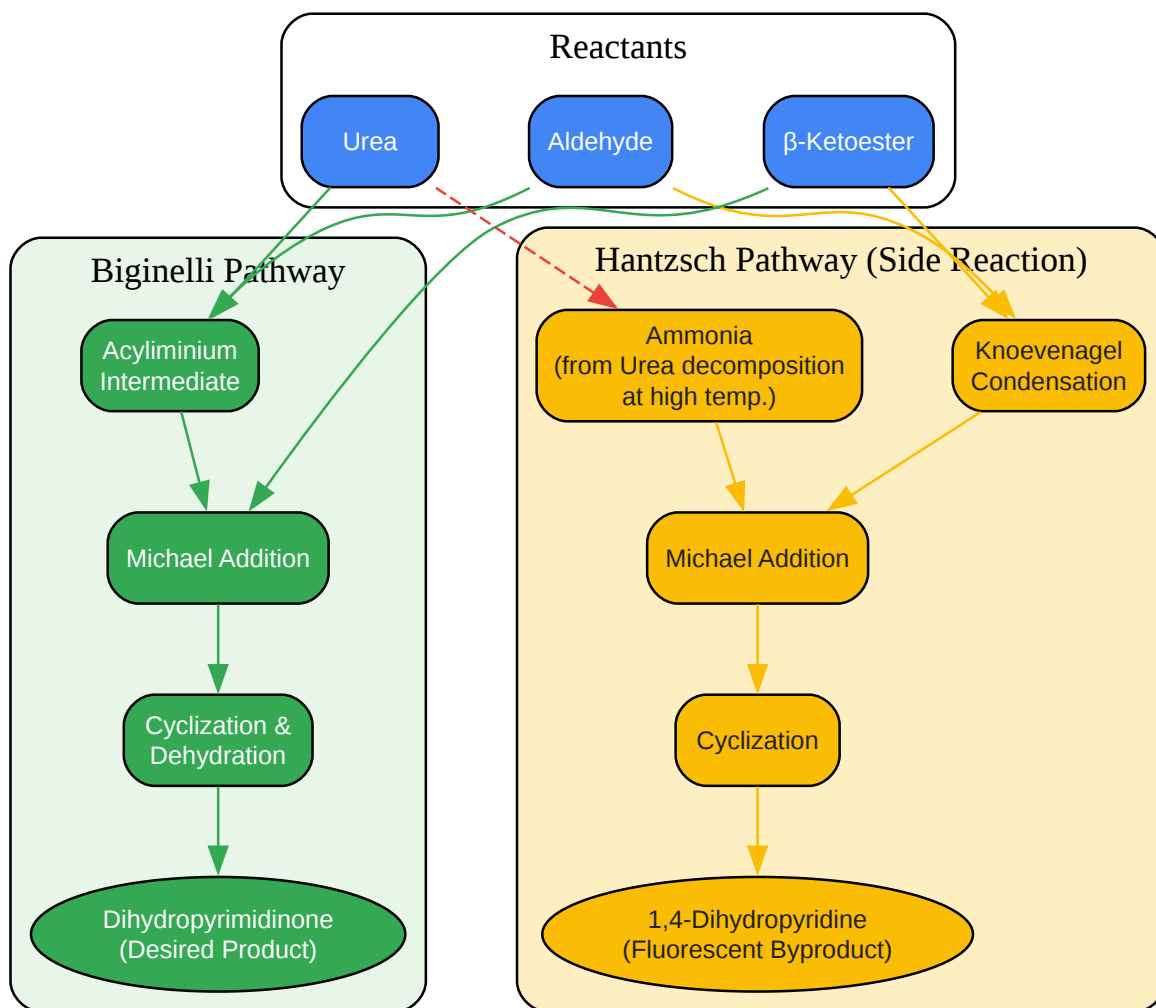 Reactants
Urea
Aldehyde
β-Ketoester
Biginelli Pathway
Hantzsch Pathway (Side Reaction)
Acyliminium
Intermediate
Ammonia
(from Urea decomposition
at high temp.)
Knoevenagel
Condensation
Michael Addition
Michael Addition
Cyclization &
Dehydration
Cyclization
Dihydropyrimidinone
(Desired Product)
1,4-Dihydropyridine
(Fluorescent Byproduct)